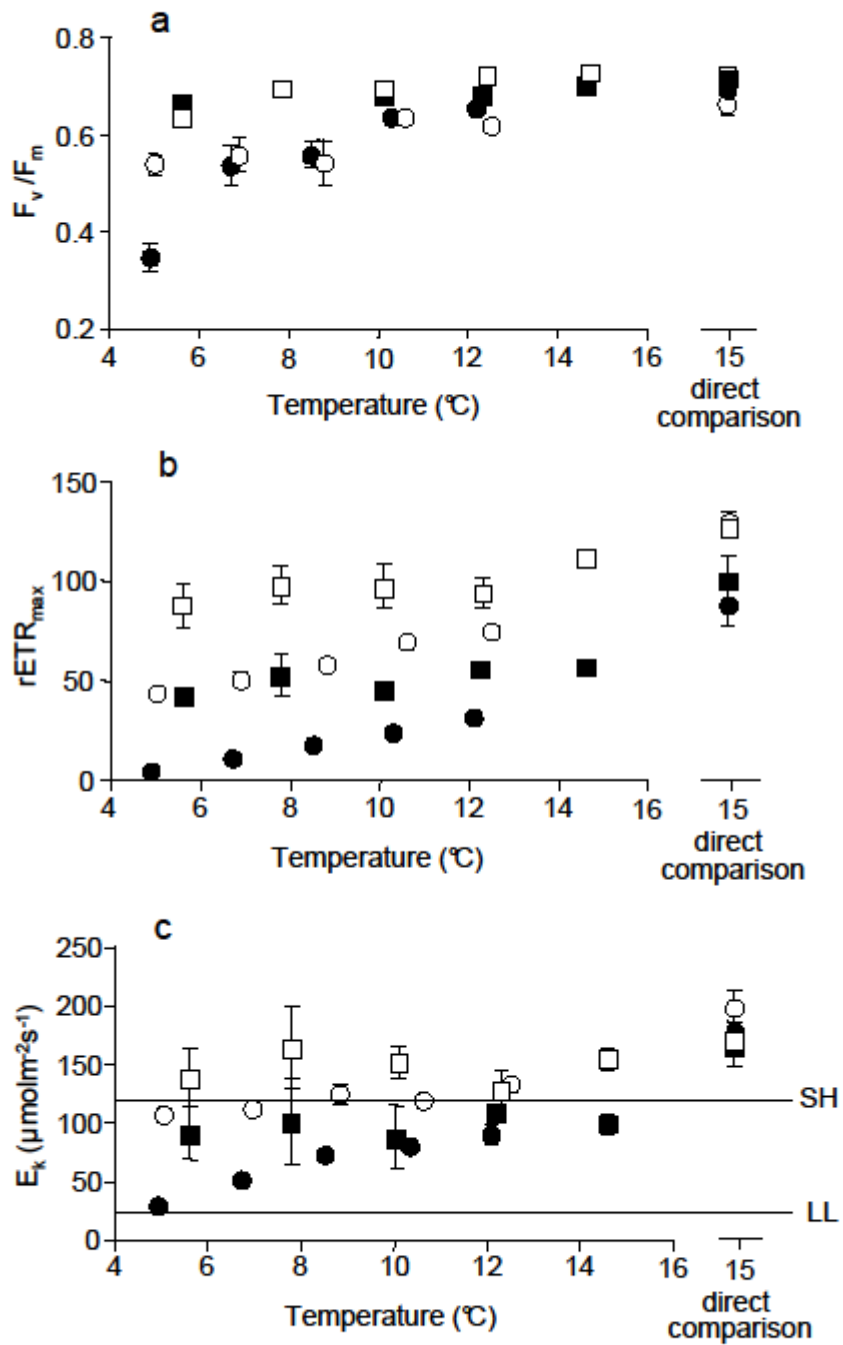 a
0.8
0.6
0.4
0.2
Fv/Fm
4 6 8 10 12 14 16 15
Temperature (°C)
direct
comparison
b
150
100
50
0
rETRmax
4 6 8 10 12 14 16 15
Temperature (°C)
direct
comparison
c
250
200
150
100
50
0
Ek (µmolm-2s-1)
SH
LL
4 6 8 10 12 14 16 15
Temperature (°C)
direct
comparison